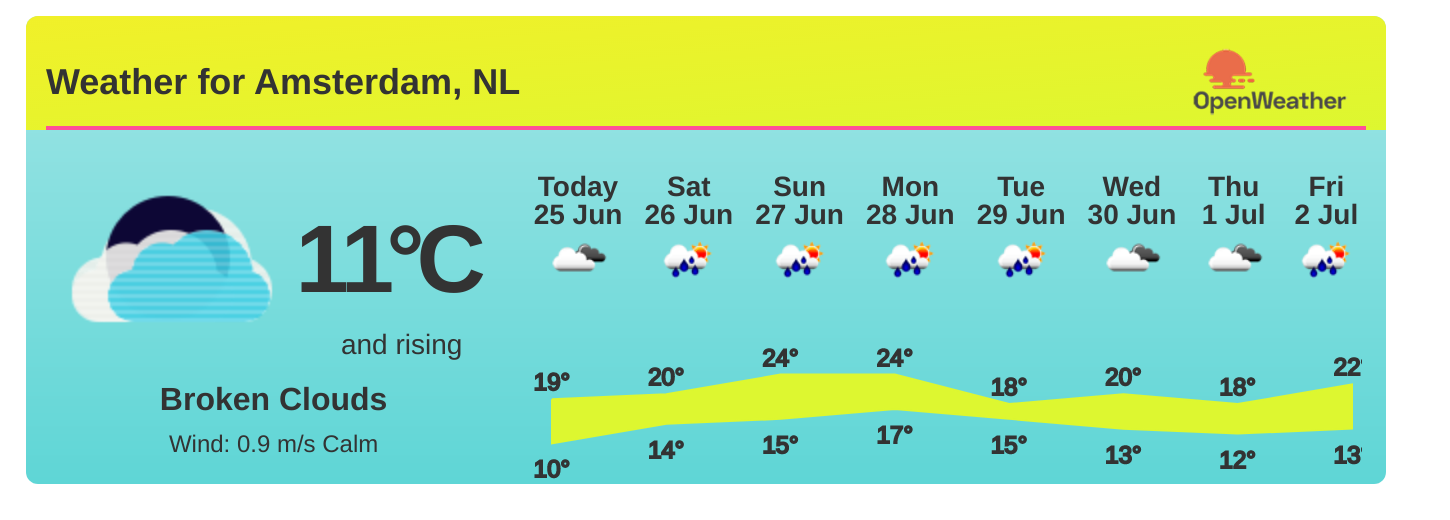 Weather for Amsterdam, NL
OpenWeather
11°C
and rising
Broken Clouds
Wind: 0.9 m/s Calm
Today Sat Sun Mon Tue Wed Thu Fri
25 Jun 26 Jun 27 Jun 28 Jun 29 Jun 30 Jun 1 Jul 2 Jul
19° 20° 24° 24° 18° 20° 18° 22°
10° 14° 15° 17° 15° 13° 12° 13°